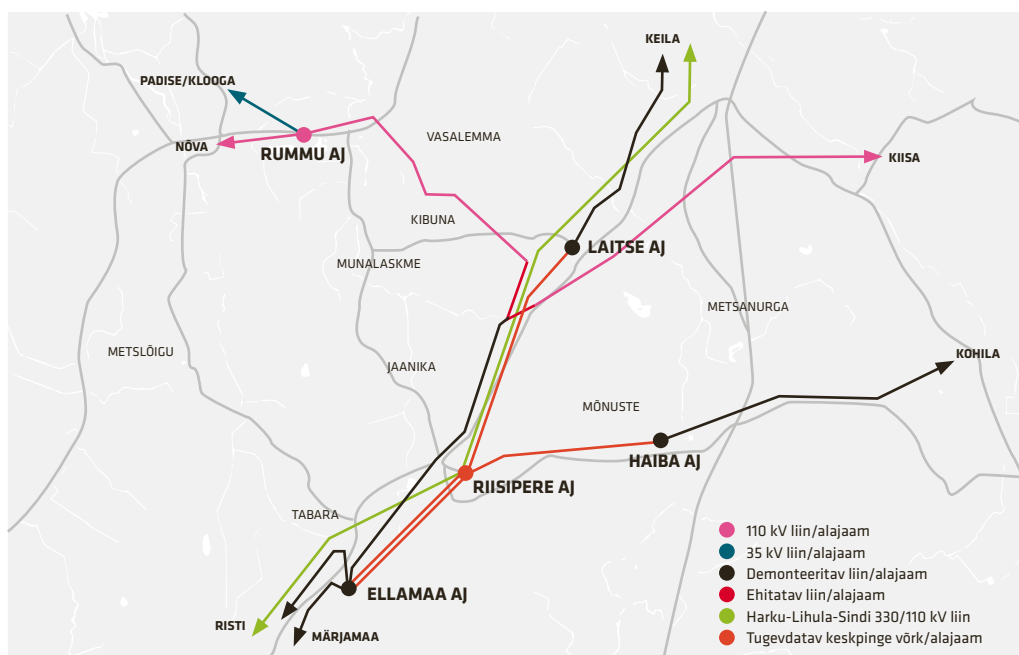 KEILA
PADISE/KLOOGA
VASALEMMA
NÕVA
RUMMU AJ
KIISA
KIBUNA
LAITSE AJ
MUNALASKME
METSANURGA
METSLÕIGU
KOHILA
JAANIKA
MÕNUSTE
HAIBA AJ
RIISIPERE AJ
TABARA
ELLAMAA AJ
RISTI
MÄRJAMAA
110 kV liin/alajaam
35 kV liin/alajaam
Demonteeritav liin/alajaam
Ehitatav liin/alajaam
Harku-Lihula-Sindi 330/110 kV liin
Tugevdatav keskpinge võrk/alajaam